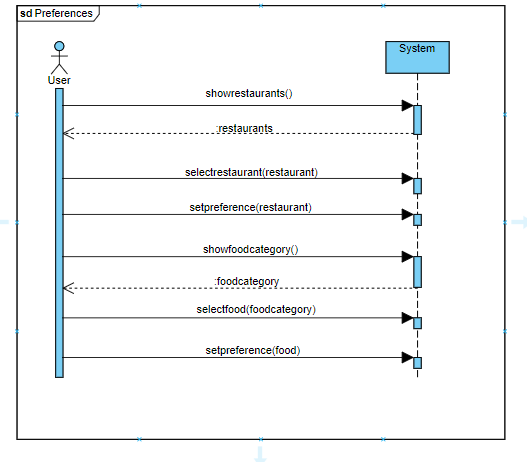 sd Preferences
System
User
showrestaurants()
:restaurants
selectrestaurant(restaurant)
setpreference(restaurant)
showfoodcategory()
:foodcategory
selectfood(foodcategory)
setpreference(food)